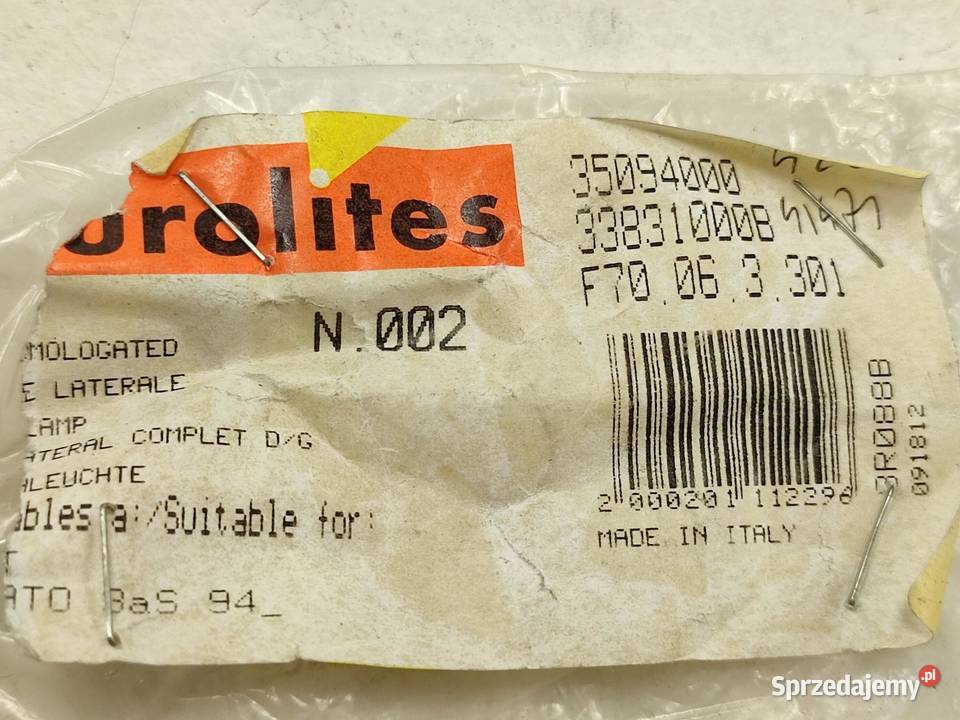 urolites
35094000
33831000B
F70.06.3.301
N.002
MOLOGATED
E LATERALE
LAMP
ATERAL COMPLET D/G
LEUCHTE
ables a:/Suitable for:
T
ATO BaS 94_
2 000201 112296
MADE IN ITALY
3R088B
091812
Sprzedajemy.pl